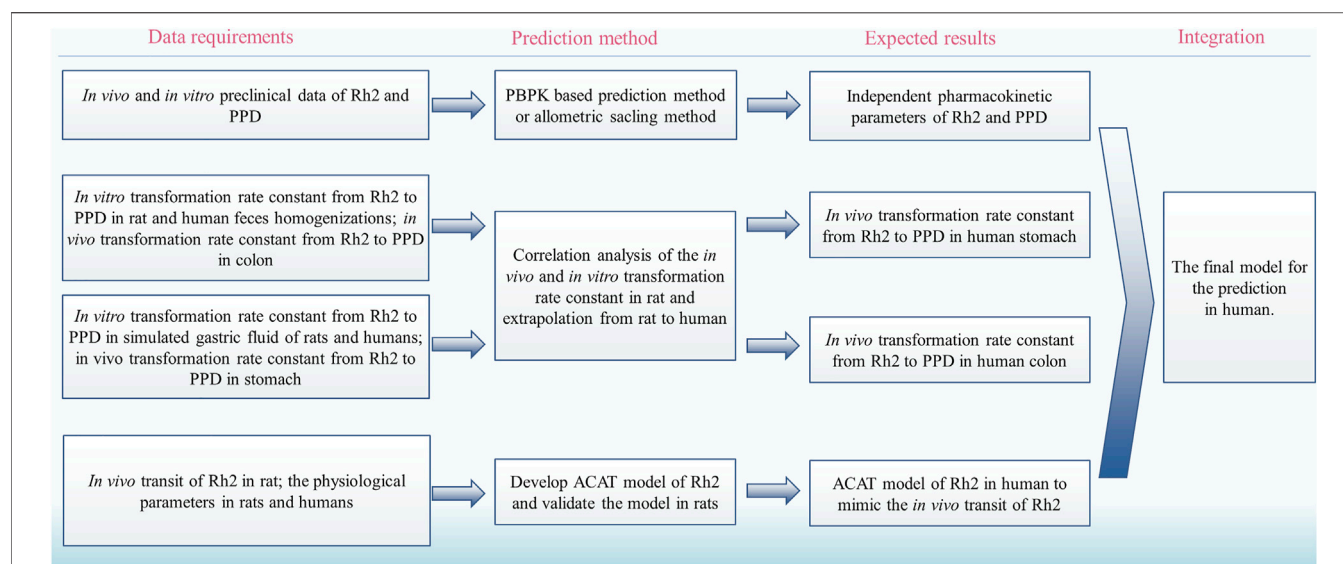 Data requirements
Prediction method
Expected results
Integration
In vivo and in vitro preclinical data of Rh2 and
PPD
PBPK based prediction method
or allometric sacling method
Independent pharmacokinetic
parameters of Rh2 and PPD
In vitro transformation rate constant from Rh2 to
PPD in rat and human feces homogenizations; in
vivo transformation rate constant from Rh2 to PPD
in colon
In vitro transformation rate constant from Rh2 to
PPD in simulated gastric fluid of rats and humans;
in vivo transformation rate constant from Rh2 to
PPD in stomach
Correlation analysis of the in
vivo and in vitro transformation
rate constant in rat and
extrapolation from rat to human
In vivo transformation rate constant
from Rh2 to PPD in human stomach
In vivo transformation rate constant
from Rh2 to PPD in human colon
In vivo transit of Rh2 in rat; the physiological
parameters in rats and humans
Develop ACAT model of Rh2
and validate the model in rats
ACAT model of Rh2 in human to
mimic the in vivo transit of Rh2
The final model for
the prediction
in human.